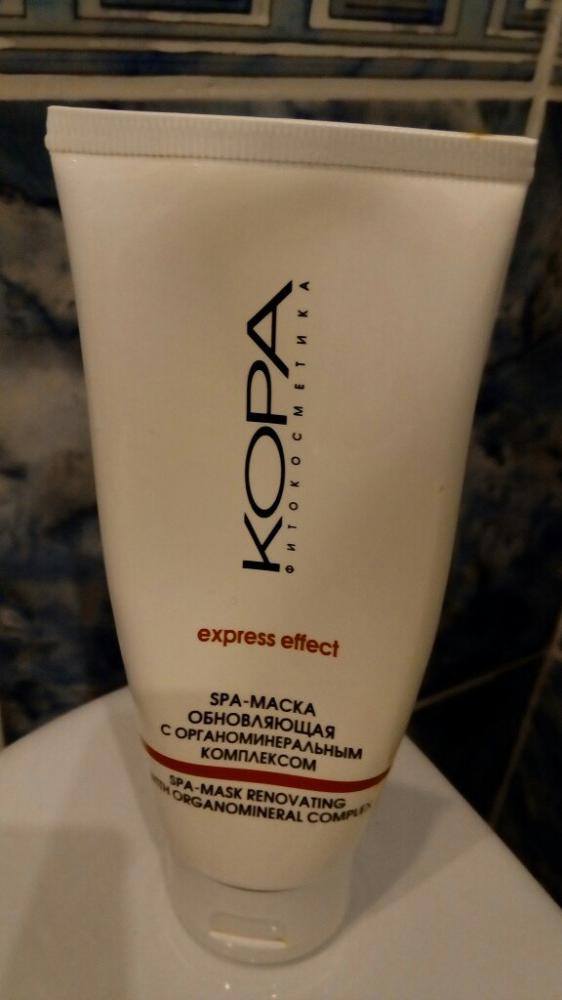 КОРА
ФИТОКОСМЕТИКА
express effect
SPA-МАСКА
ОБНОВЛЯЮЩАЯ
С ОРГАНОМИНЕРАЛЬНЫМ
КОМПЛЕКСОМ
SPA-MASK RENOVATING
WITH ORGANOMINERAL COMPLEX